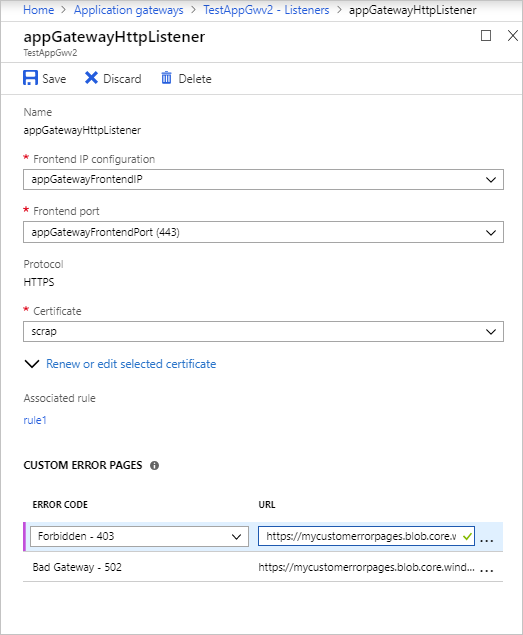 Home > Application gateways > TestAppGwv2 - Listeners > appGatewayHttpListener
appGatewayHttpListener
TestAppGwv2
Save Discard Delete
Name
appGatewayHttpListener
* Frontend IP configuration
appGatewayFrontendIP
* Frontend port
appGatewayFrontendPort (443)
Protocol
HTTPS
* Certificate
scrap
Renew or edit selected certificate
Associated rule
rule1
CUSTOM ERROR PAGES
ERROR CODE URL
Forbidden - 403 https://mycustomerrorpages.blob.core.w ...
Bad Gateway - 502 https://mycustomerrorpages.blob.core.wind... ...